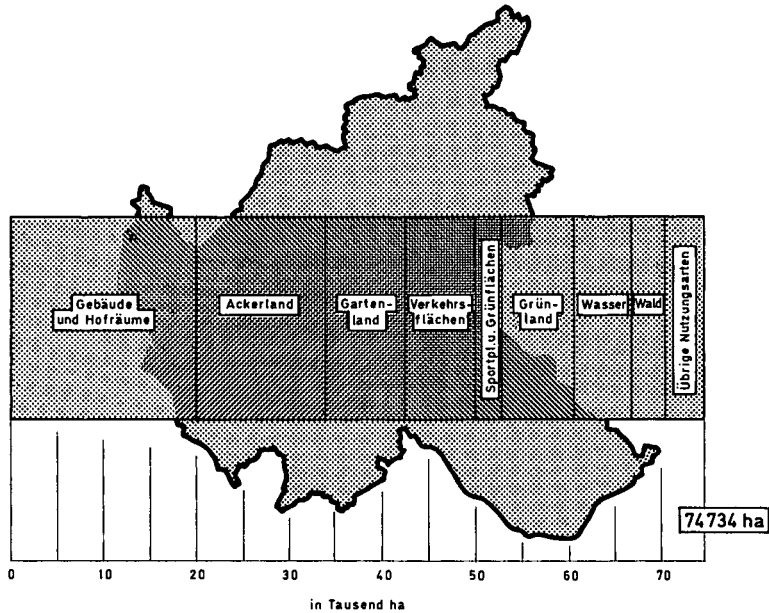 Gebäude
und Hofräume
Ackerland
Garten-
land
Verkehrs-
flächen
Sportpl.u. Grünflächen
Grün-
land
Wasser
Wald
Übrige Nutzungsarten
74734 ha
0 10 20 30 40 50 60 70
in Tausend ha